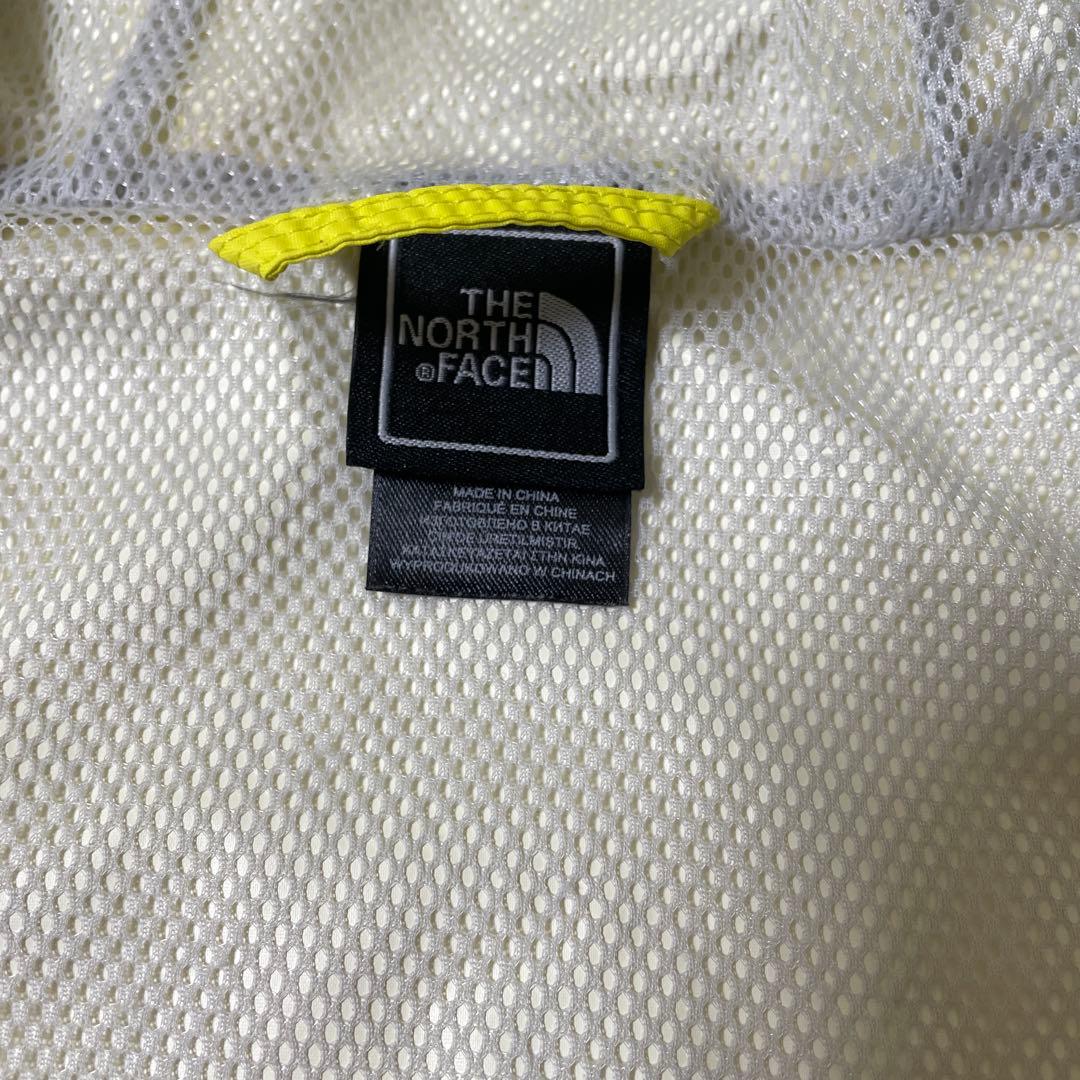 THE
NORTH
®FACE
MADE IN CHINA
FABRIQUÉ EN CHINE
ИЗГОТОВЛЕНО В КИТАЕ
WYPRODUKOWANO W CHINACH